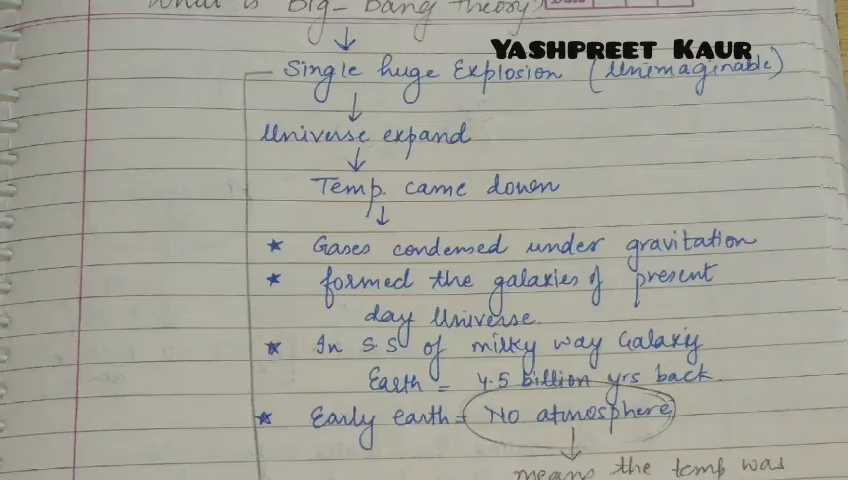 What is Big-Bang theory?
YASHPREET KAUR
Single huge Explosion (Unimaginable)
Universe expand
Temp. came down
★ Gases condensed under gravitation
★ formed the galaxies of present
day Universe.
★ In S.S of milky way Galaxy
Earth = 4.5 billion yrs back.
★ Early earth = No atmosphere
means the temp was